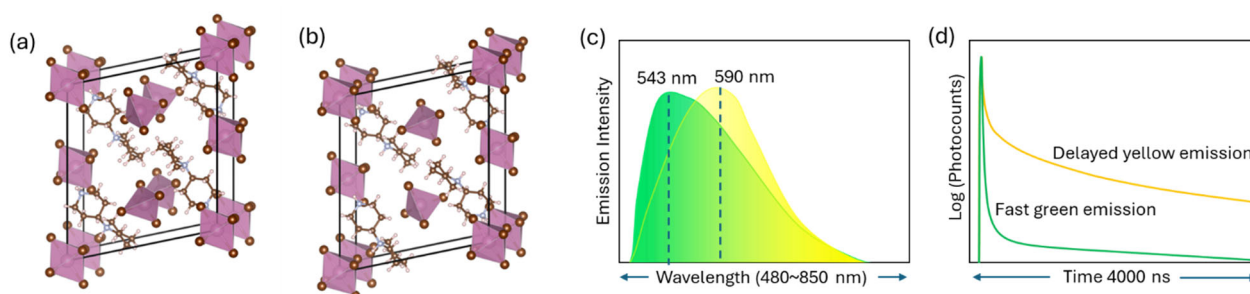 (a)
(b)
(c)
543 nm
590 nm
Emission Intensity
Wavelength (480~850 nm)
(d)
Log (Photocounts)
Delayed yellow emission
Fast green emission
Time 4000 ns